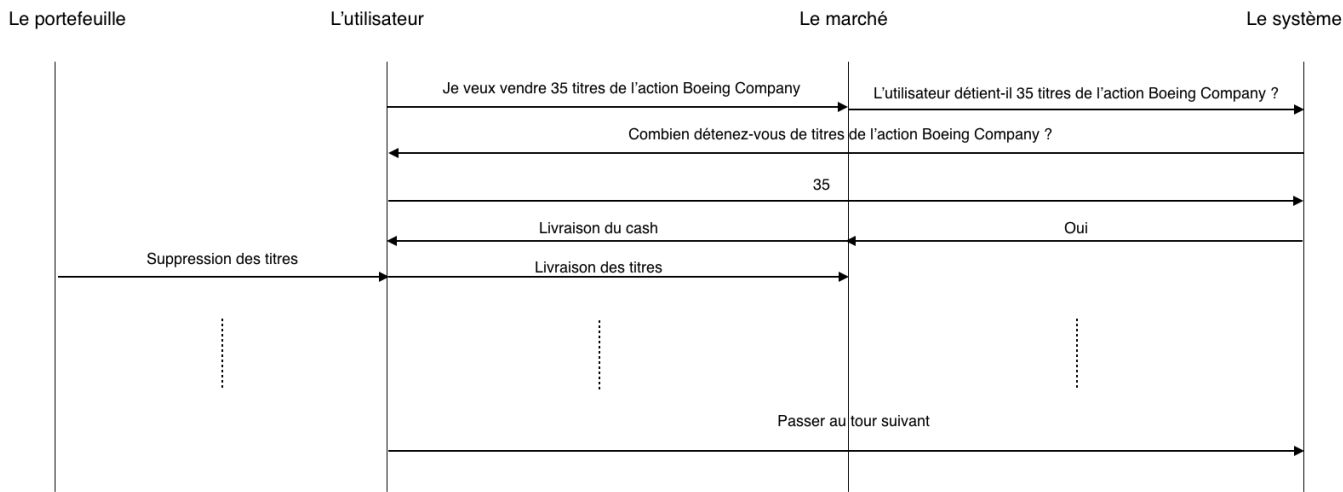 Le portefeuille
L'utilisateur
Le marché
Le système
Je veux vendre 35 titres de l'action Boeing Company
L'utilisateur détient-il 35 titres de l'action Boeing Company ?
Combien détenez-vous de titres de l'action Boeing Company ?
35
Livraison du cash
Oui
Suppression des titres
Livraison des titres
Passer au tour suivant